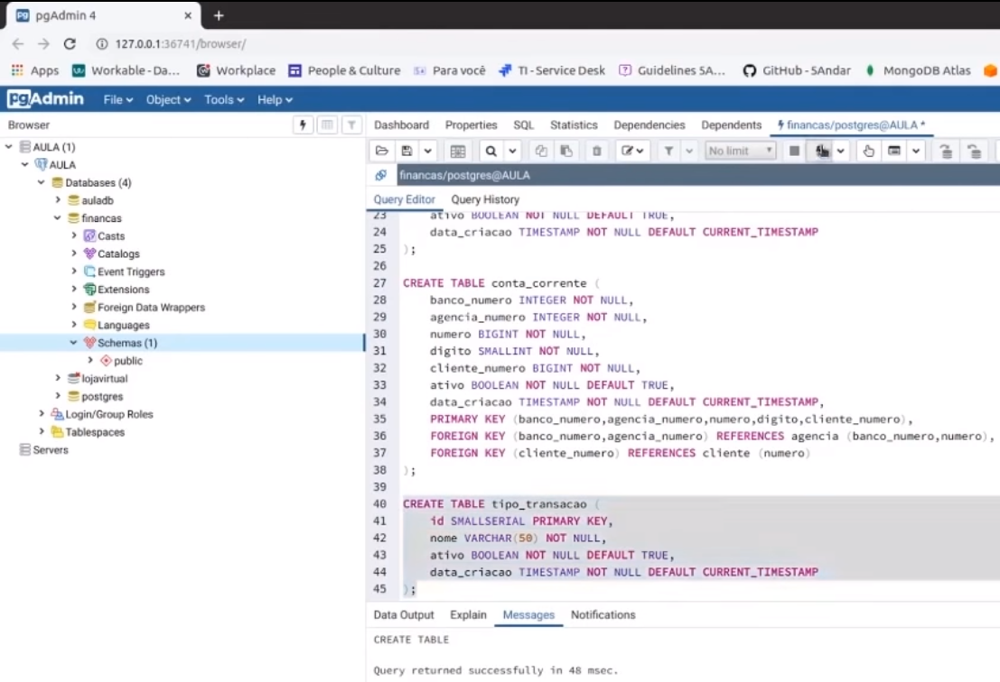 pgAdmin 4
127.0.0.1:36741/browser/
Apps Workable - Da... Workplace People & Culture Para você TI - Service Desk Guidelines 5A... GitHub - 5Andar MongoDB Atlas
pgAdmin File Object Tools Help
Browser
AULA (1)
AULA
Databases (4)
auladb
financas
Casts
Catalogs
Event Triggers
Extensions
Foreign Data Wrappers
Languages
Schemas (1)
public
lojavirtual
postgres
Login/Group Roles
Tablespaces
Servers
Dashboard Properties SQL Statistics Dependencies Dependents financas/postgres@AULA *
No limit
financas/postgres@AULA
Query Editor Query History
23 ativo BOOLEAN NOT NULL DEFAULT TRUE,
24 data_criacao TIMESTAMP NOT NULL DEFAULT CURRENT_TIMESTAMP
25 );
26
27 CREATE TABLE conta_corrente (
28 banco_numero INTEGER NOT NULL,
29 agencia_numero INTEGER NOT NULL,
30 numero BIGINT NOT NULL,
31 digito SMALLINT NOT NULL,
32 cliente_numero BIGINT NOT NULL,
33 ativo BOOLEAN NOT NULL DEFAULT TRUE,
34 data_criacao TIMESTAMP NOT NULL DEFAULT CURRENT_TIMESTAMP,
35 PRIMARY KEY (banco_numero,agencia_numero,numero,digito,cliente_numero),
36 FOREIGN KEY (banco_numero,agencia_numero) REFERENCES agencia (banco_numero,numero),
37 FOREIGN KEY (cliente_numero) REFERENCES cliente (numero)
38 );
39
40 CREATE TABLE tipo_transacao (
41 id SMALLSERIAL PRIMARY KEY,
42 nome VARCHAR(50) NOT NULL,
43 ativo BOOLEAN NOT NULL DEFAULT TRUE,
44 data_criacao TIMESTAMP NOT NULL DEFAULT CURRENT_TIMESTAMP
45 );
Data Output Explain Messages Notifications
CREATE TABLE
Query returned successfully in 48 msec.